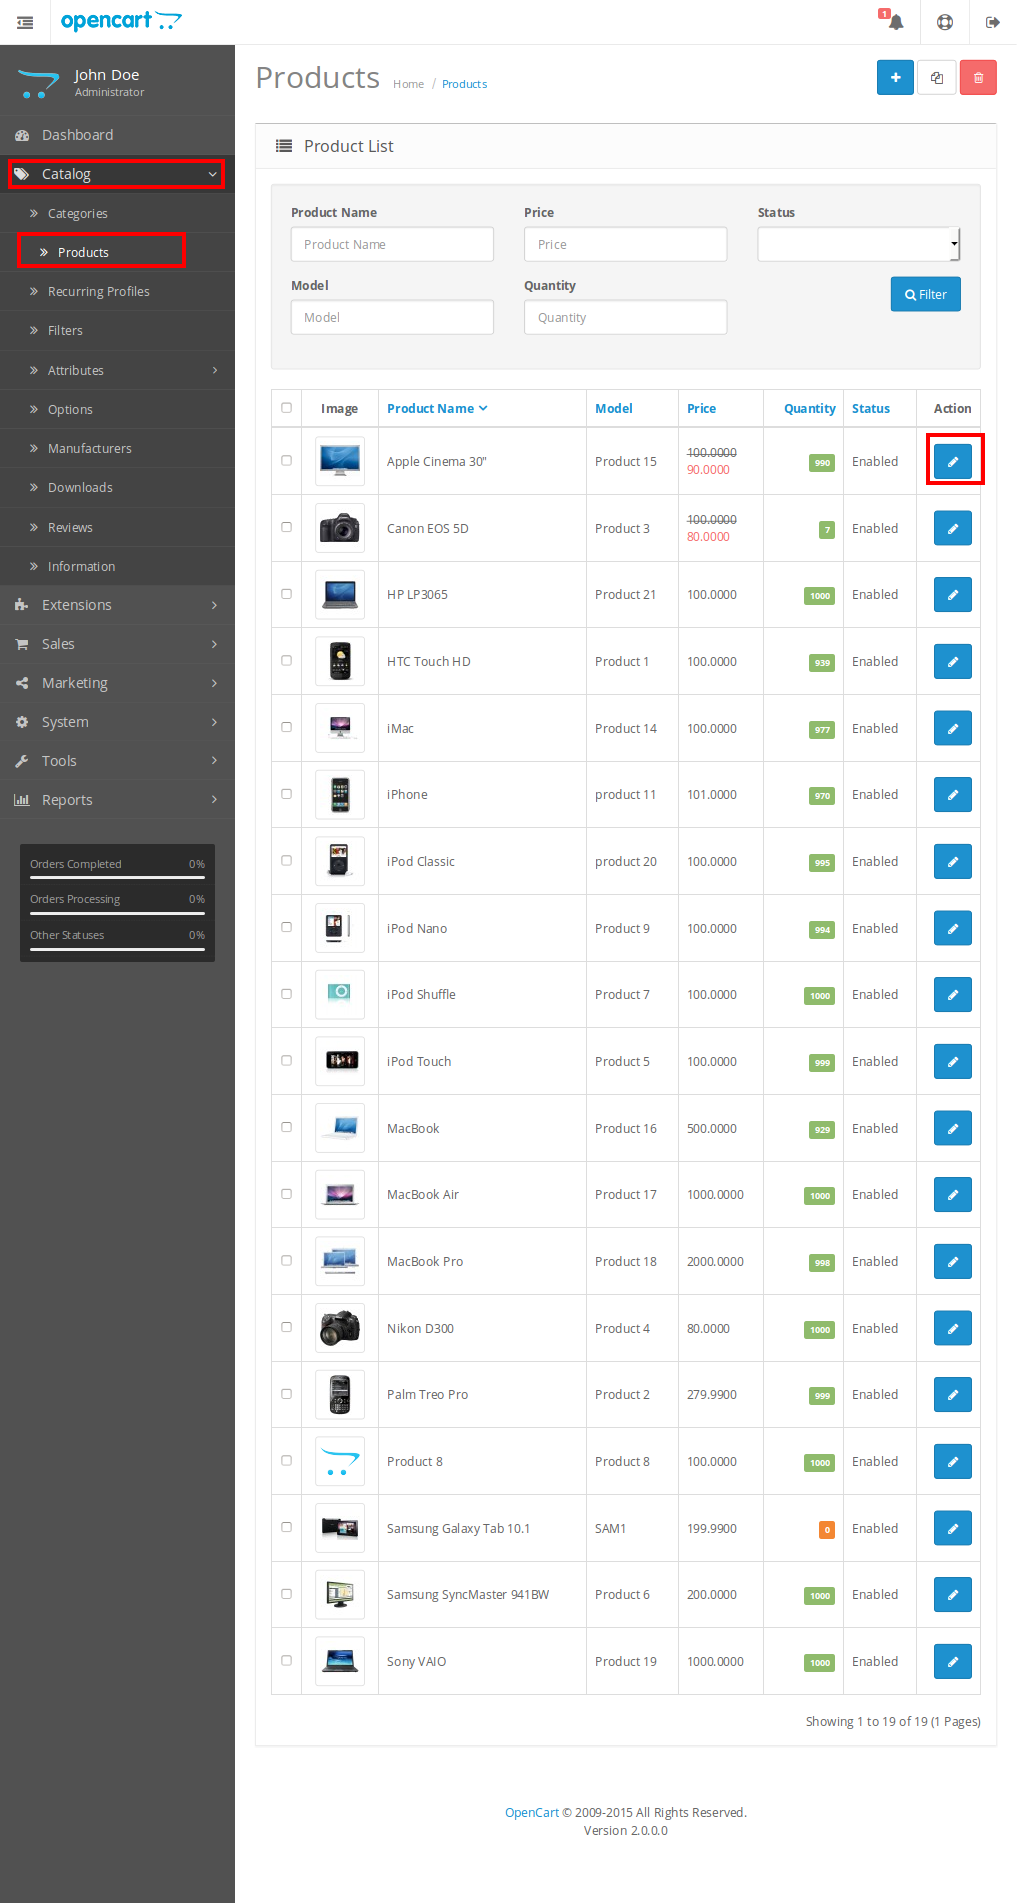 opencart
1
John Doe
Administrator
Dashboard
Catalog
Categories
Products
Recurring Profiles
Filters
Attributes
Options
Manufacturers
Downloads
Reviews
Information
Extensions
Sales
Marketing
System
Tools
Reports
Orders Completed 0%
Orders Processing 0%
Other Statuses 0%
Products Home / Products
Product List
Product Name Price Status
Product Name Price
Model Quantity
Model Quantity
Filter
Image Product Name Model Price Quantity Status Action
Apple Cinema 30" Product 15 100.0000 90.0000 990 Enabled
Canon EOS 5D Product 3 100.0000 80.0000 7 Enabled
HP LP3065 Product 21 100.0000 1000 Enabled
HTC Touch HD Product 1 100.0000 939 Enabled
iMac Product 14 100.0000 977 Enabled
iPhone product 11 101.0000 970 Enabled
iPod Classic product 20 100.0000 995 Enabled
iPod Nano Product 9 100.0000 994 Enabled
iPod Shuffle Product 7 100.0000 1000 Enabled
iPod Touch Product 5 100.0000 999 Enabled
MacBook Product 16 500.0000 929 Enabled
MacBook Air Product 17 1000.0000 1000 Enabled
MacBook Pro Product 18 2000.0000 998 Enabled
Nikon D300 Product 4 80.0000 1000 Enabled
Palm Treo Pro Product 2 279.9900 999 Enabled
Product 8 Product 8 100.0000 1000 Enabled
Samsung Galaxy Tab 10.1 SAM1 199.9900 0 Enabled
Samsung SyncMaster 941BW Product 6 200.0000 1000 Enabled
Sony VAIO Product 19 1000.0000 1000 Enabled
Showing 1 to 19 of 19 (1 Pages)
OpenCart © 2009-2015 All Rights Reserved.
Version 2.0.0.0